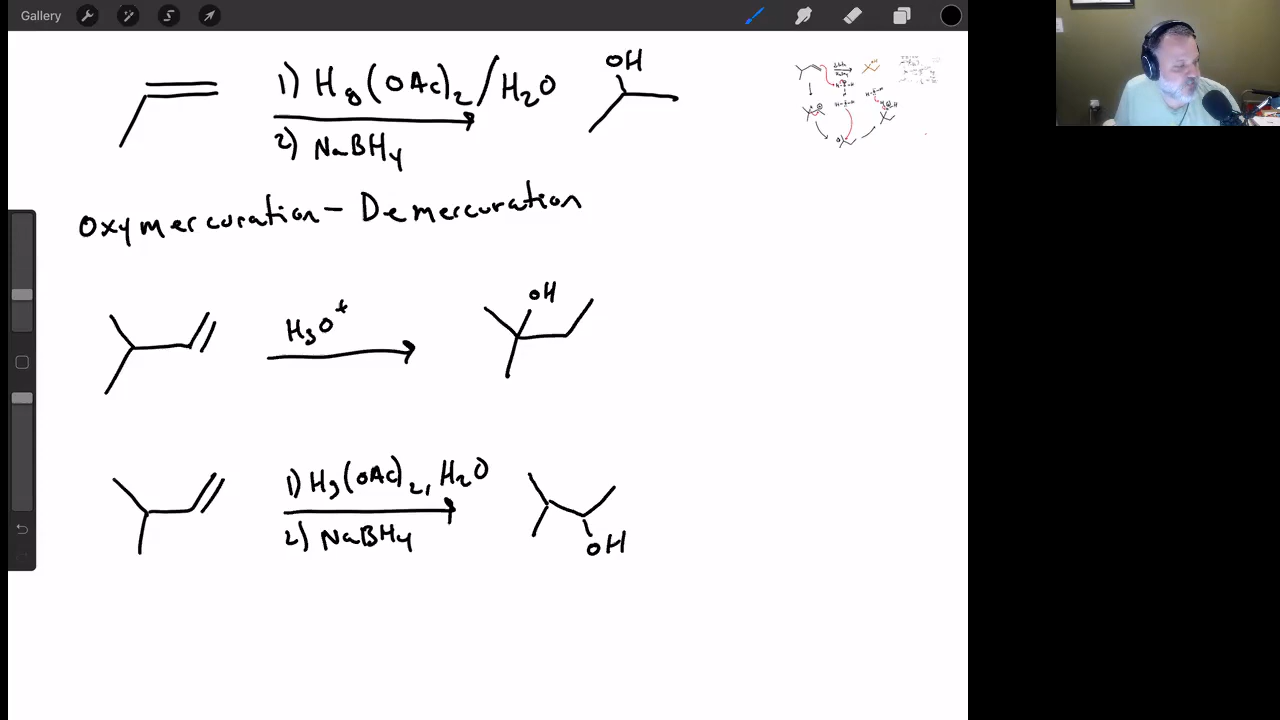 Gallery
1) Hg(OAc)2/H2O
OH
2) NaBH4
Oxymercuration- Demercuration
H3O+
OH
1) Hg(OAc)2, H2O
2) NaBH4
OH